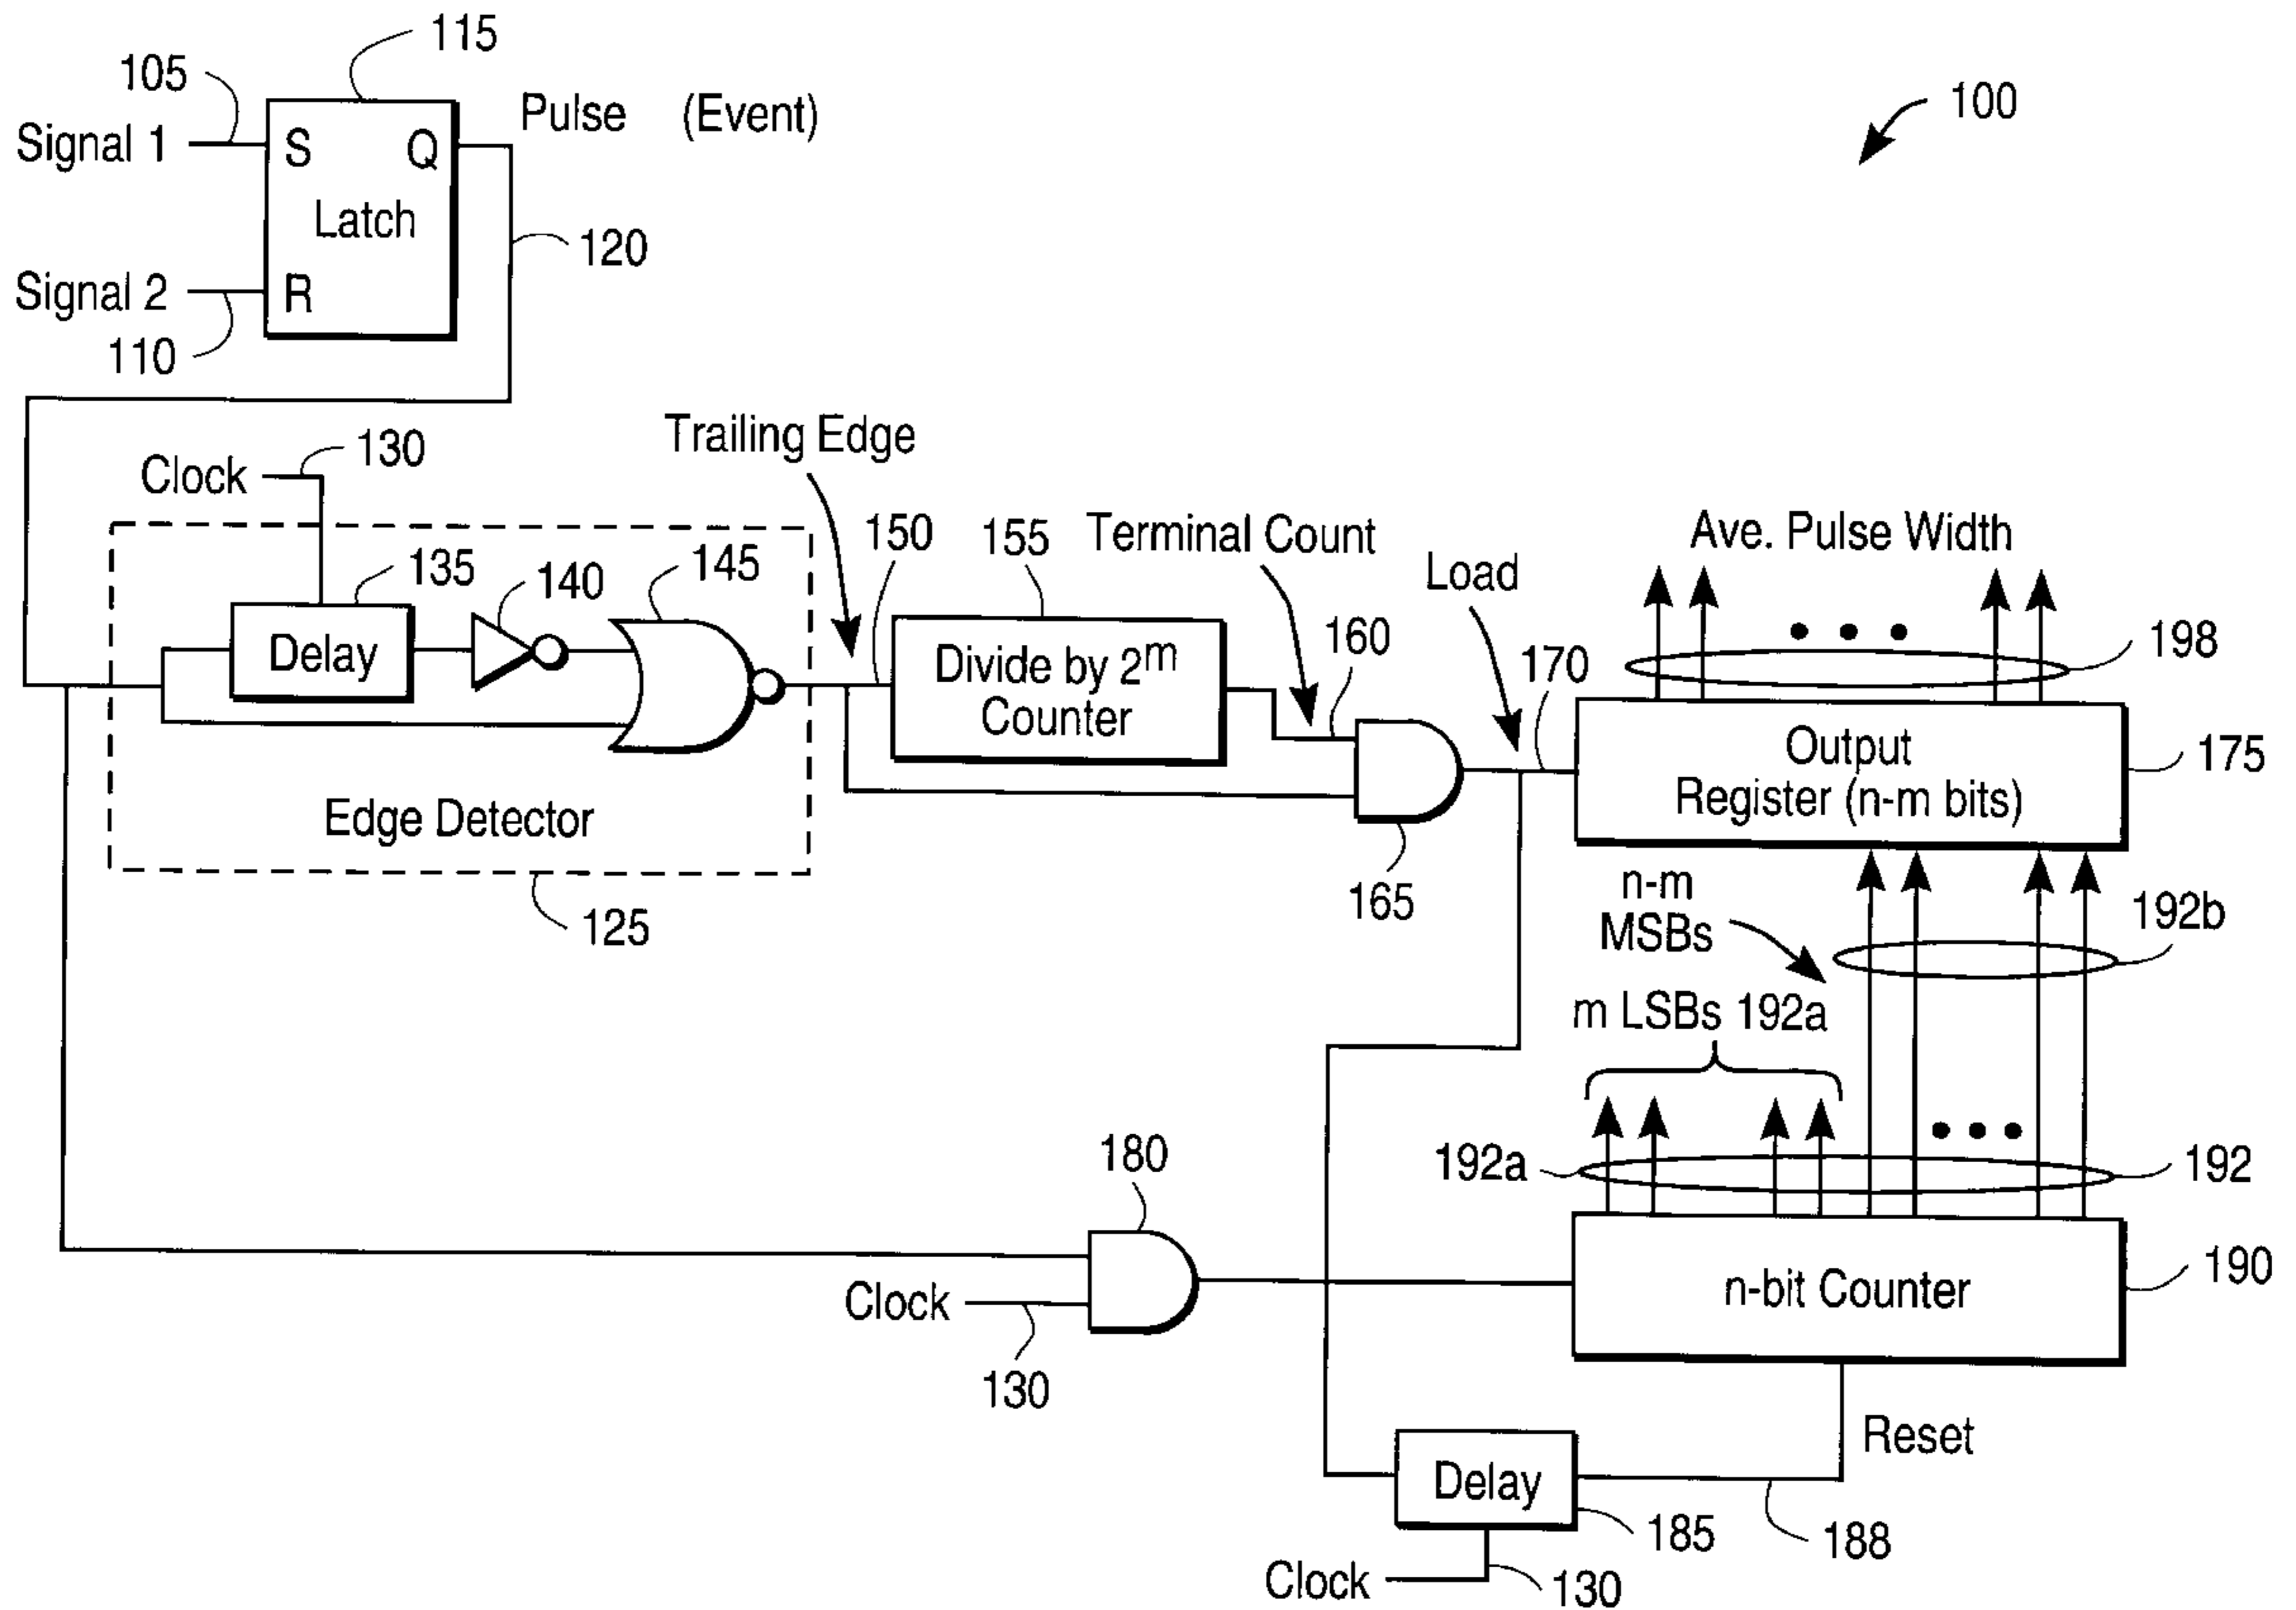 115
105
Signal 1
S
Q
Latch
Pulse (Event)
100
120
Signal 2
R
110
Trailing Edge
Clock
130
150
155
Terminal Count
Ave. Pulse Width
135
140
145
Load
Delay
Divide by 2^m
Counter
160
170
198
Edge Detector
Output
Register (n-m bits)
175
125
165
n-m
MSBs
192b
m LSBs 192a
180
192a
192
Clock
130
n-bit Counter
190
Reset
Delay
185
188
Clock
130